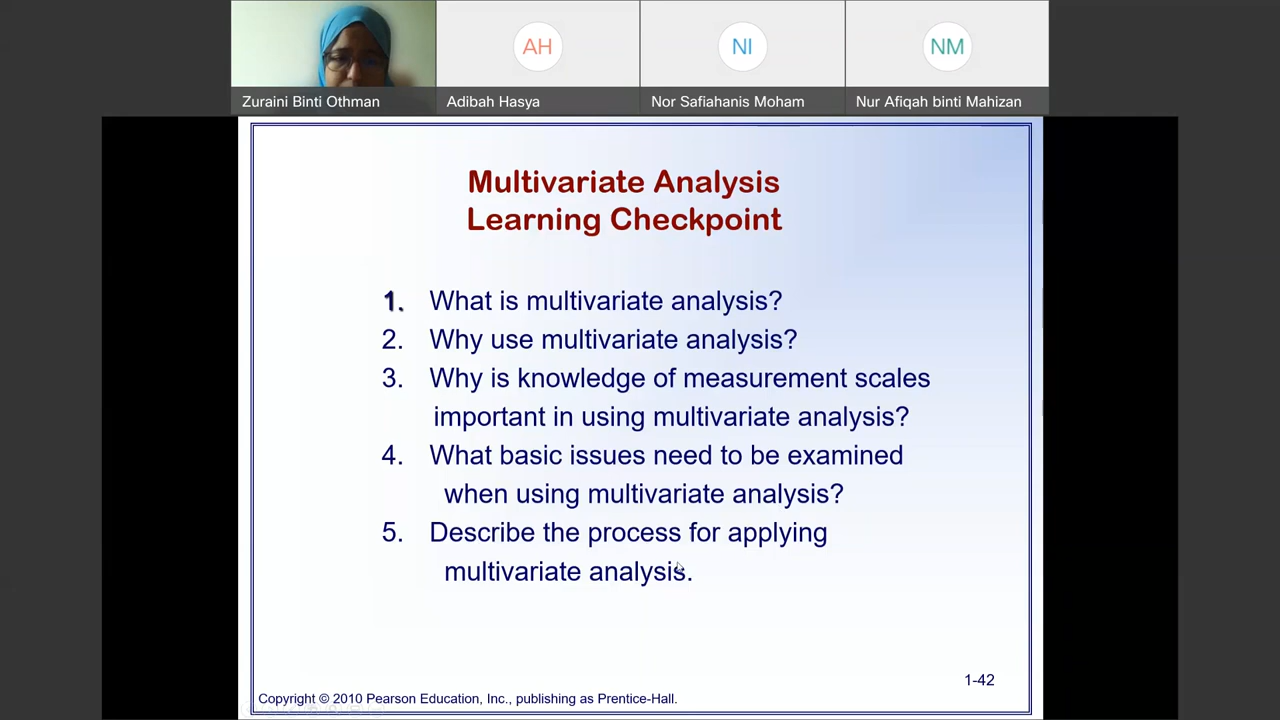 AH
NI
NM
Zuraini Binti Othman
Adibah Hasya
Nor Safiahanis Moham
Nur Afiqah binti Mahizan
Multivariate Analysis
Learning Checkpoint
1. What is multivariate analysis?
2. Why use multivariate analysis?
3. Why is knowledge of measurement scales
important in using multivariate analysis?
4. What basic issues need to be examined
when using multivariate analysis?
5. Describe the process for applying
multivariate analysis.
1-42
Copyright © 2010 Pearson Education, Inc., publishing as Prentice-Hall.